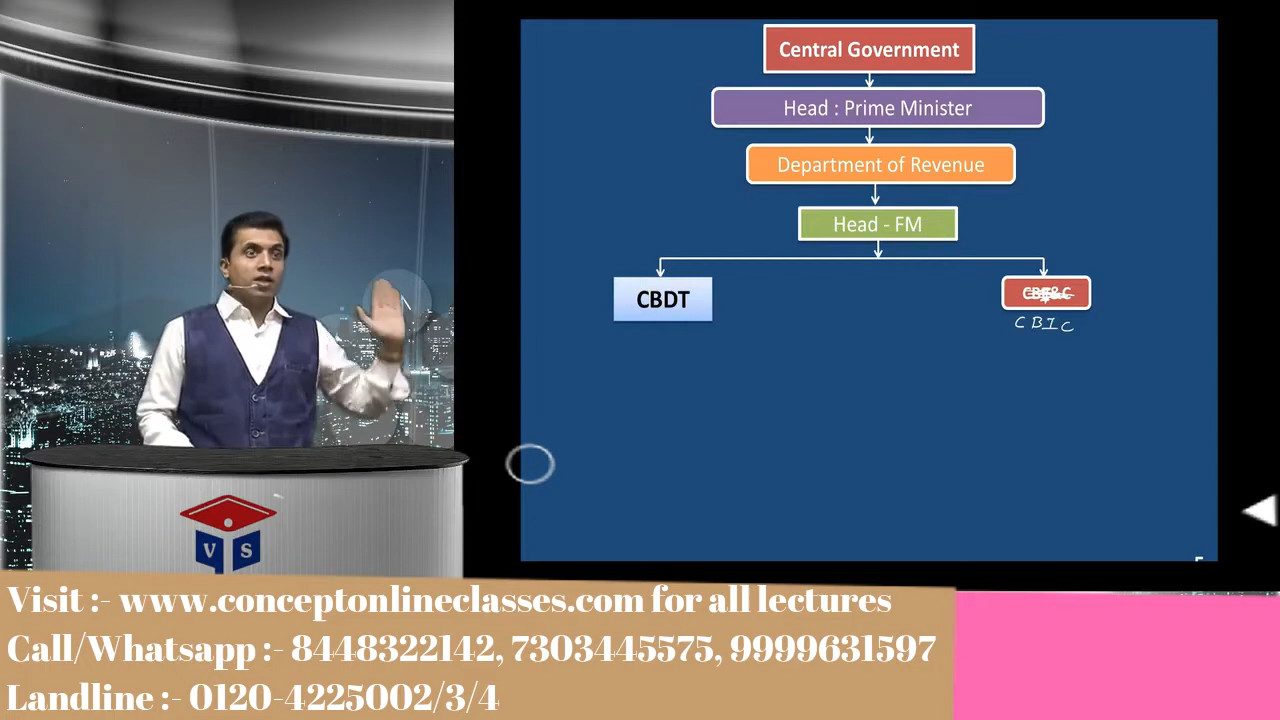 Central Government
Head : Prime Minister
Department of Revenue
Head - FM
CBDT
CBE&C
CBIC
V S
Visit :- www.conceptonlineclasses.com for all lectures
Call/Whatsapp :- 8448322142, 7303445575, 9999631597
Landline :- 0120-4225002/3/4